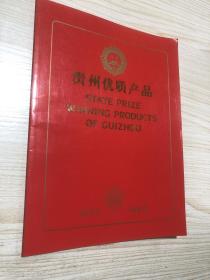 贵州优质产品
STATE PRIZE
WINNING PRODUCTS
OF GUIZHOU